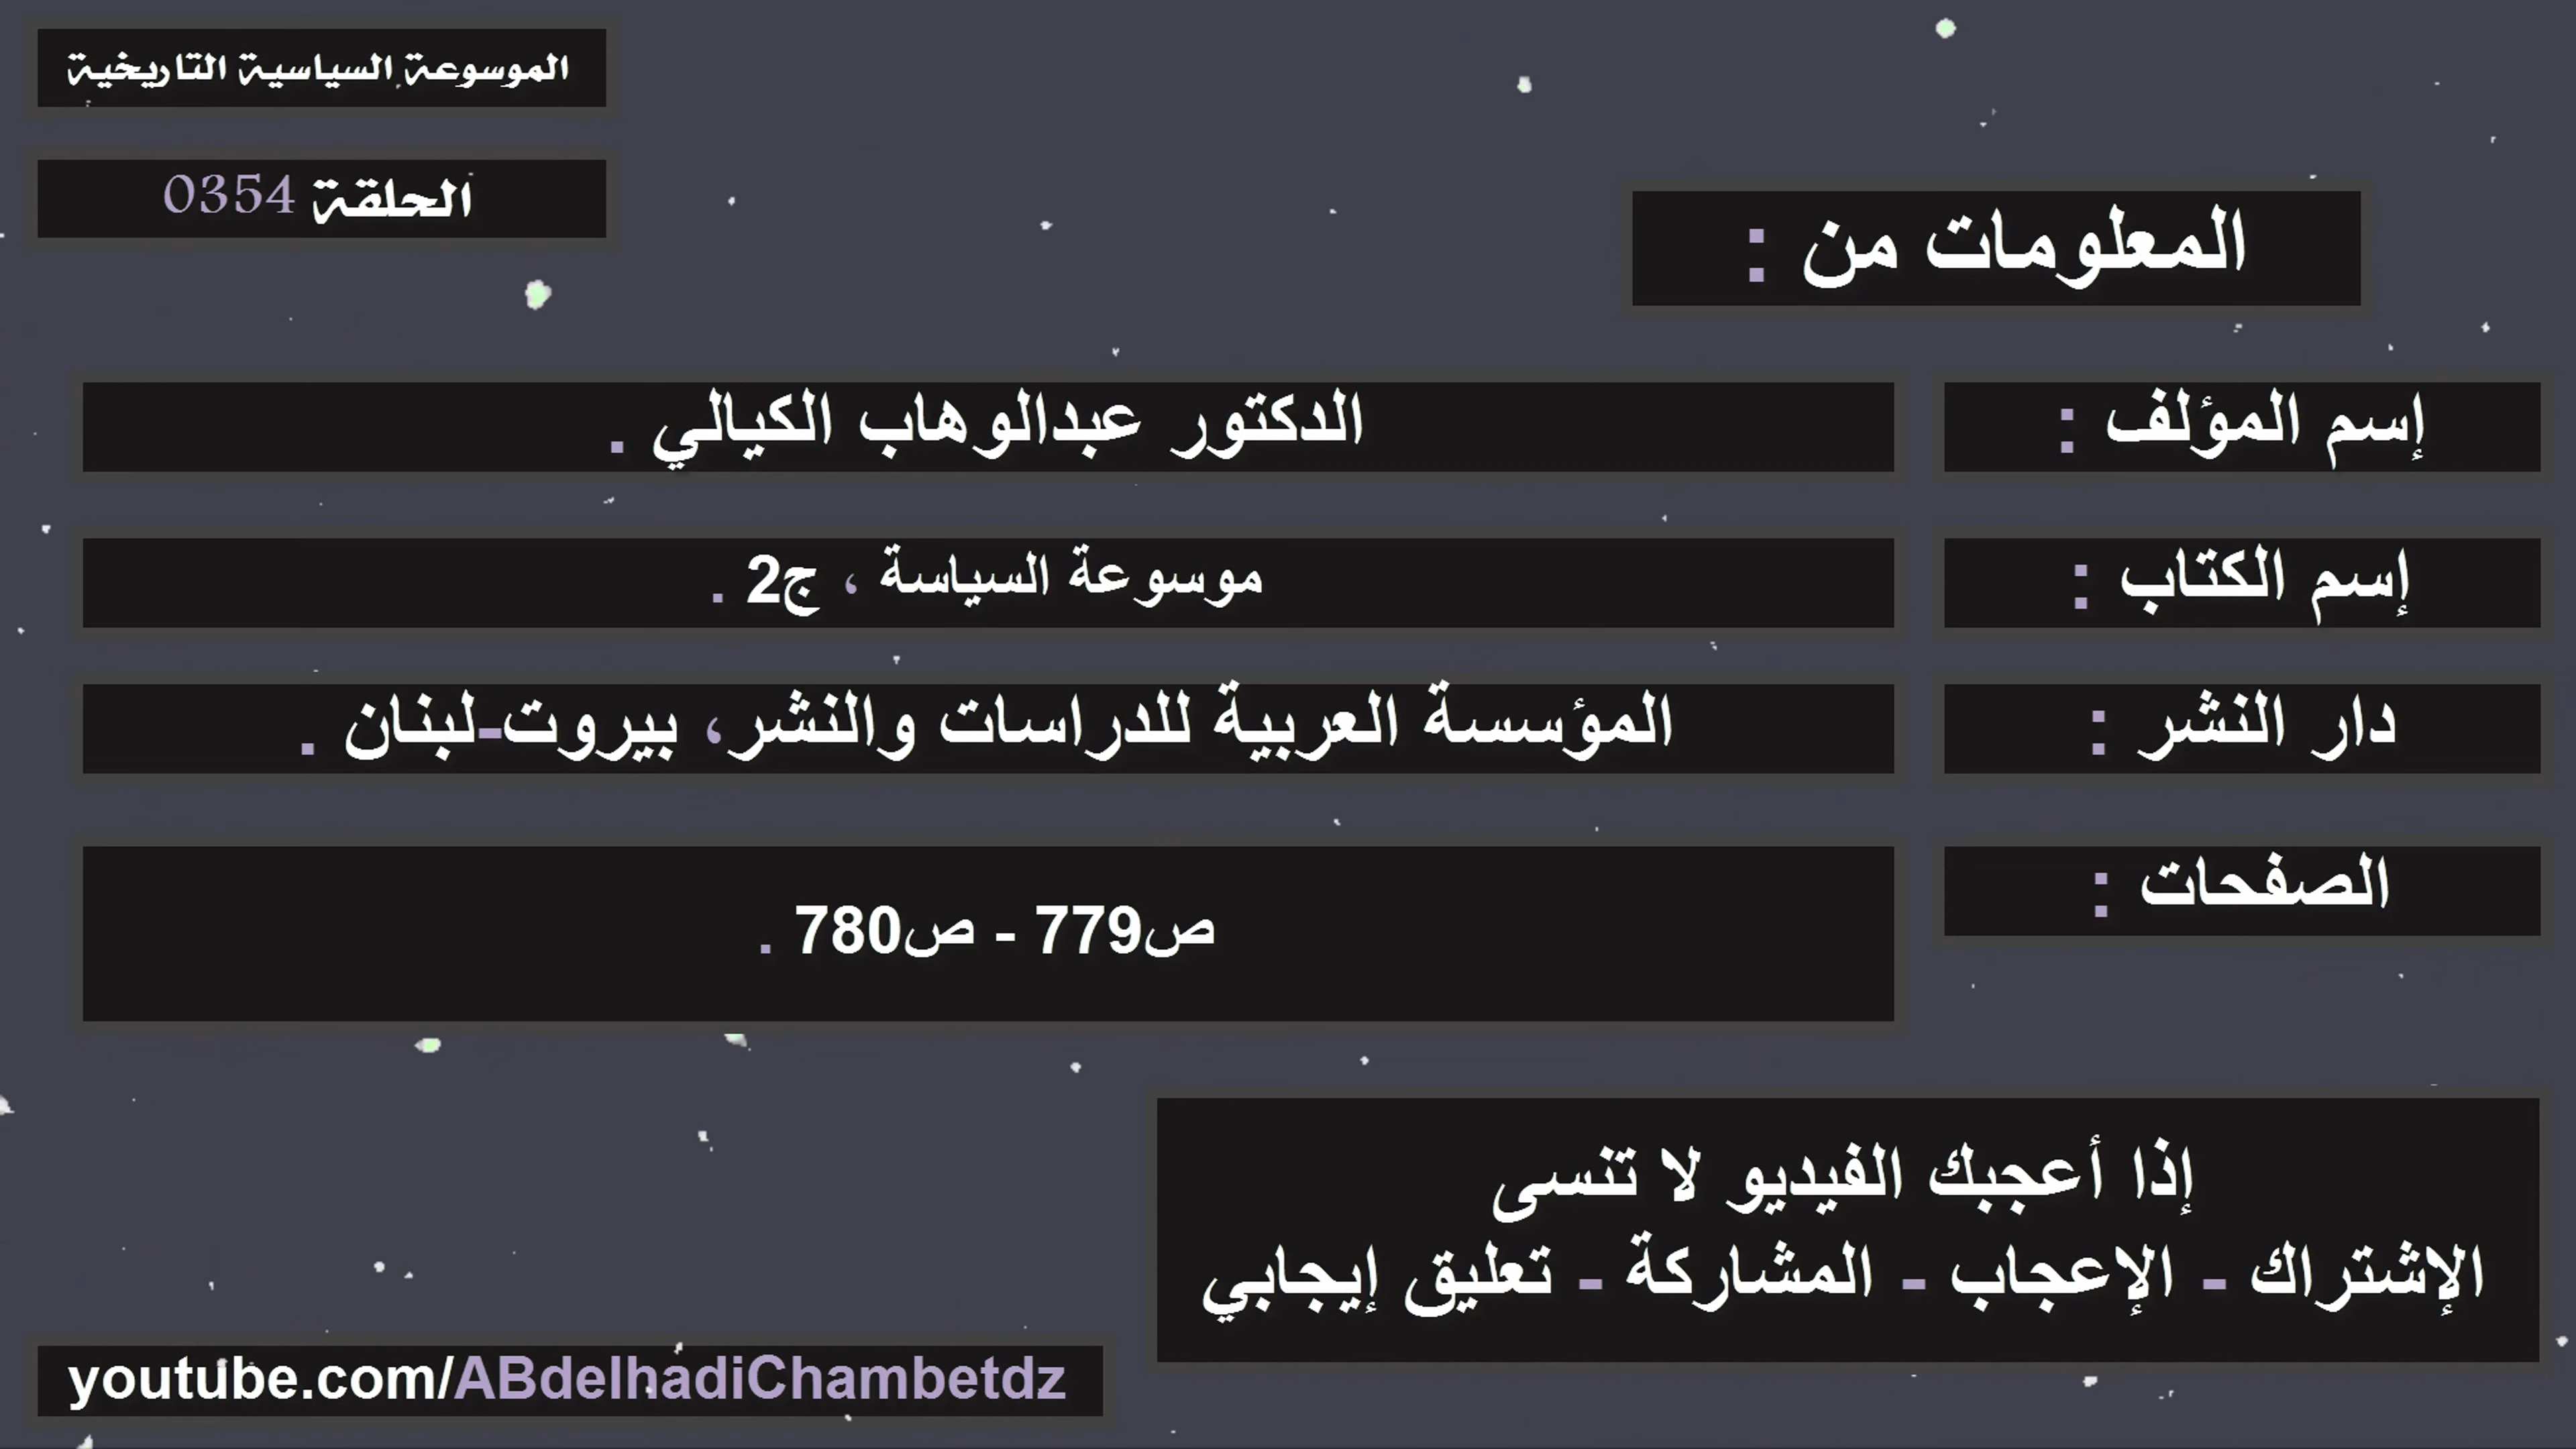 الموسوعة السياسية التاريخية
الحلقة 0354
المعلومات من :
إسم المؤلف : الدكتور عبدالوهاب الكيالي .
إسم الكتاب : موسوعة السياسة ، ج2 .
دار النشر : المؤسسة العربية للدراسات والنشر، بيروت-لبنان .
الصفحات : ص779 - ص780 .
إذا أعجبك الفيديو لا تنسى
الإشتراك - الإعجاب - المشاركة - تعليق إيجابي
youtube.com/ABdelhadiChambetdz